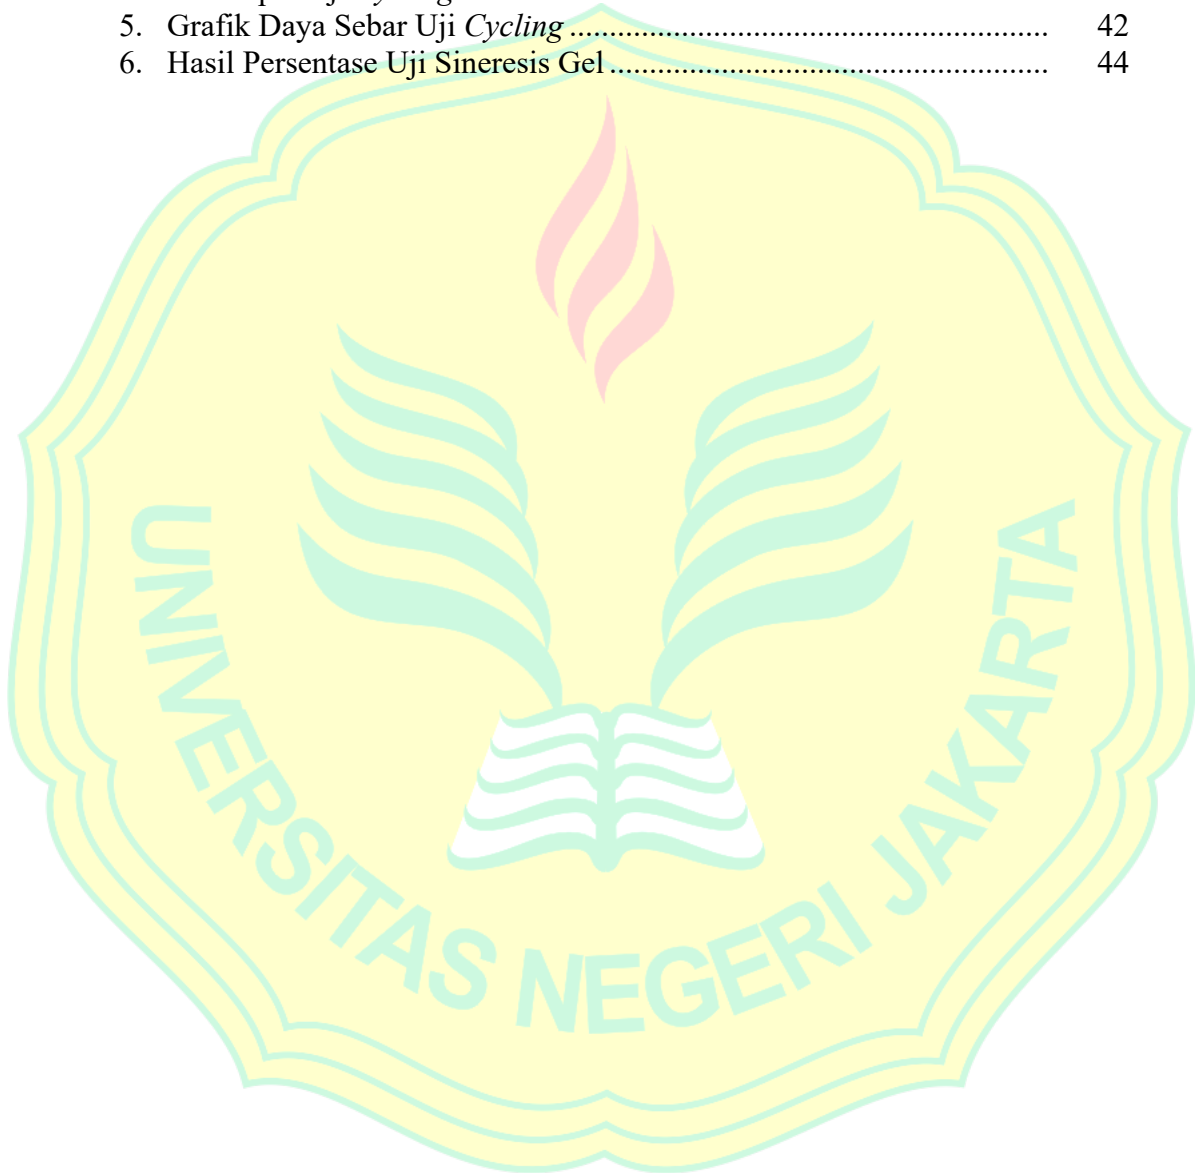 5. Grafik Daya Sebar Uji Cycling ............................................................ 42
6. Hasil Persentase Uji Sineresis Gel ....................................................... 44
UNIVERSITAS NEGERI JAKARTA